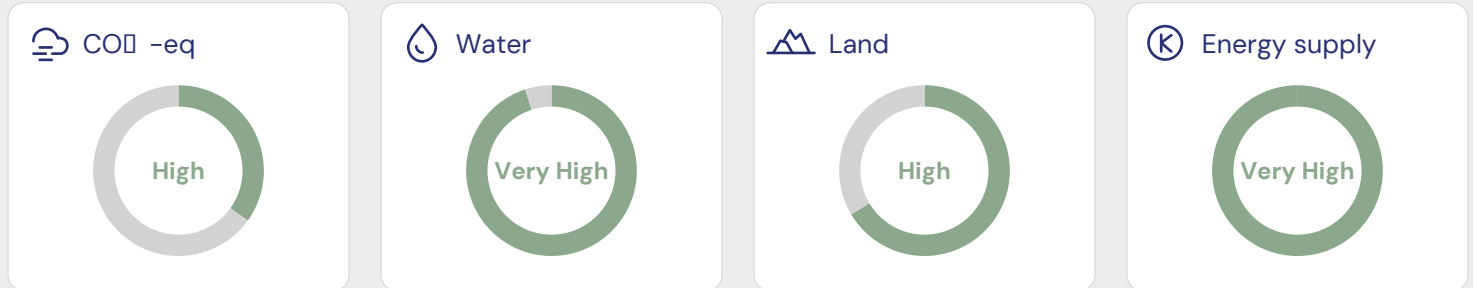 CO▯ -eq
High
Water
Very High
Land
High
Energy supply
Very High